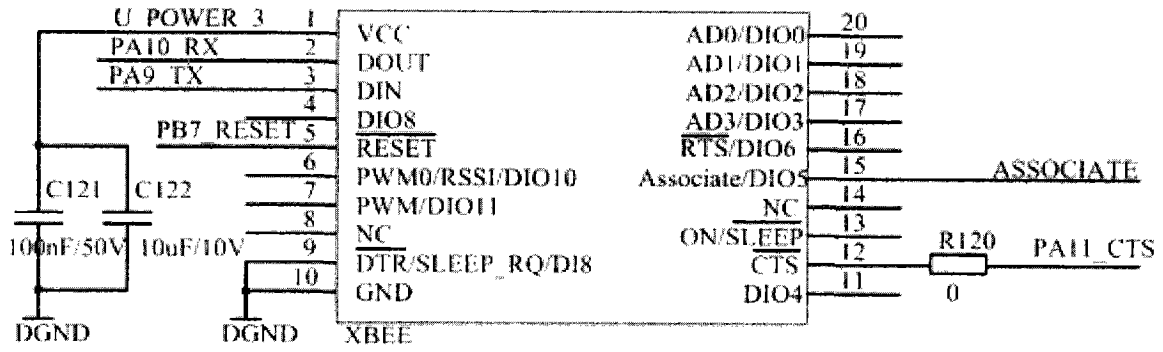 U_POWER_3 1
VCC
PA10_RX 2
DOUT
PA9_TX 3
DIN
4
DIO8
PB7_RESET 5
RESET
6
PWM0/RSSI/DIO10
7
PWM/DIO11
8
NC
9
DTR/SLEEP_RQ/DI8
10
GND
20
AD0/DIO0
19
AD1/DIO1
18
AD2/DIO2
17
AD3/DIO3
16
RTS/DIO6
15
Associate/DIO5
ASSOCIATE
14
NC
13
ON/SLEEP
12
CTS
R120
0
PA11_CTS
11
DIO4
C121
100nF/50V
C122
10uF/10V
DGND
DGND
XBEE